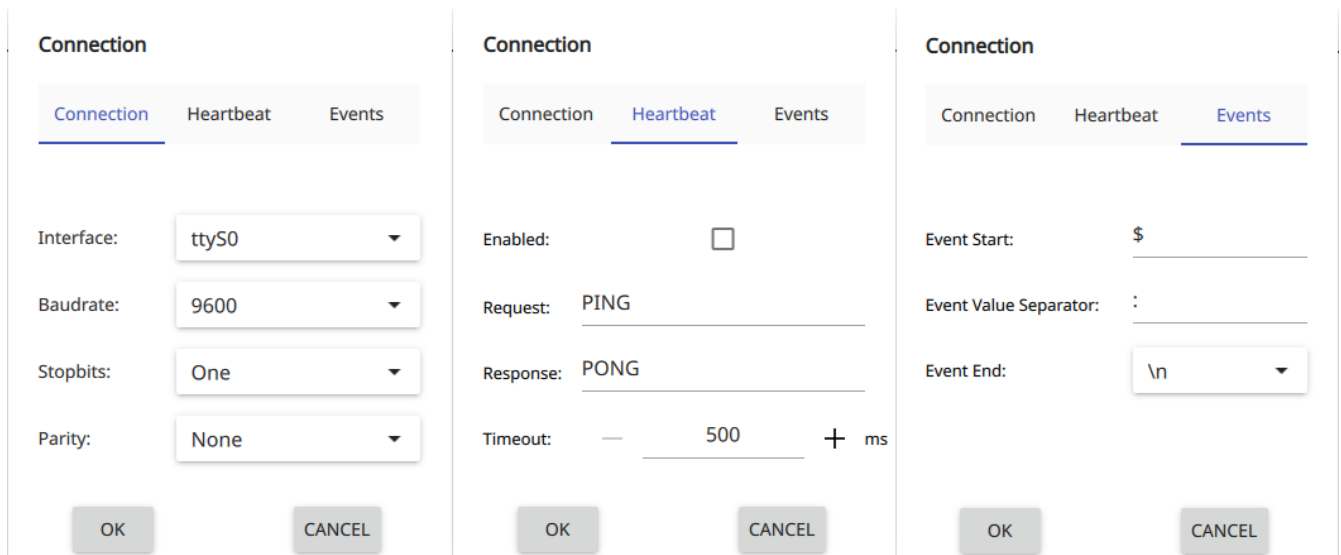 Connection
Connection Heartbeat Events
Interface: ttyS0
Baudrate: 9600
Stopbits: One
Parity: None
OK CANCEL
Connection
Connection Heartbeat Events
Enabled:
Request: PING
Response: PONG
Timeout: — 500 + ms
OK CANCEL
Connection
Connection Heartbeat Events
Event Start: $
Event Value Separator: :
Event End: \n
OK CANCEL